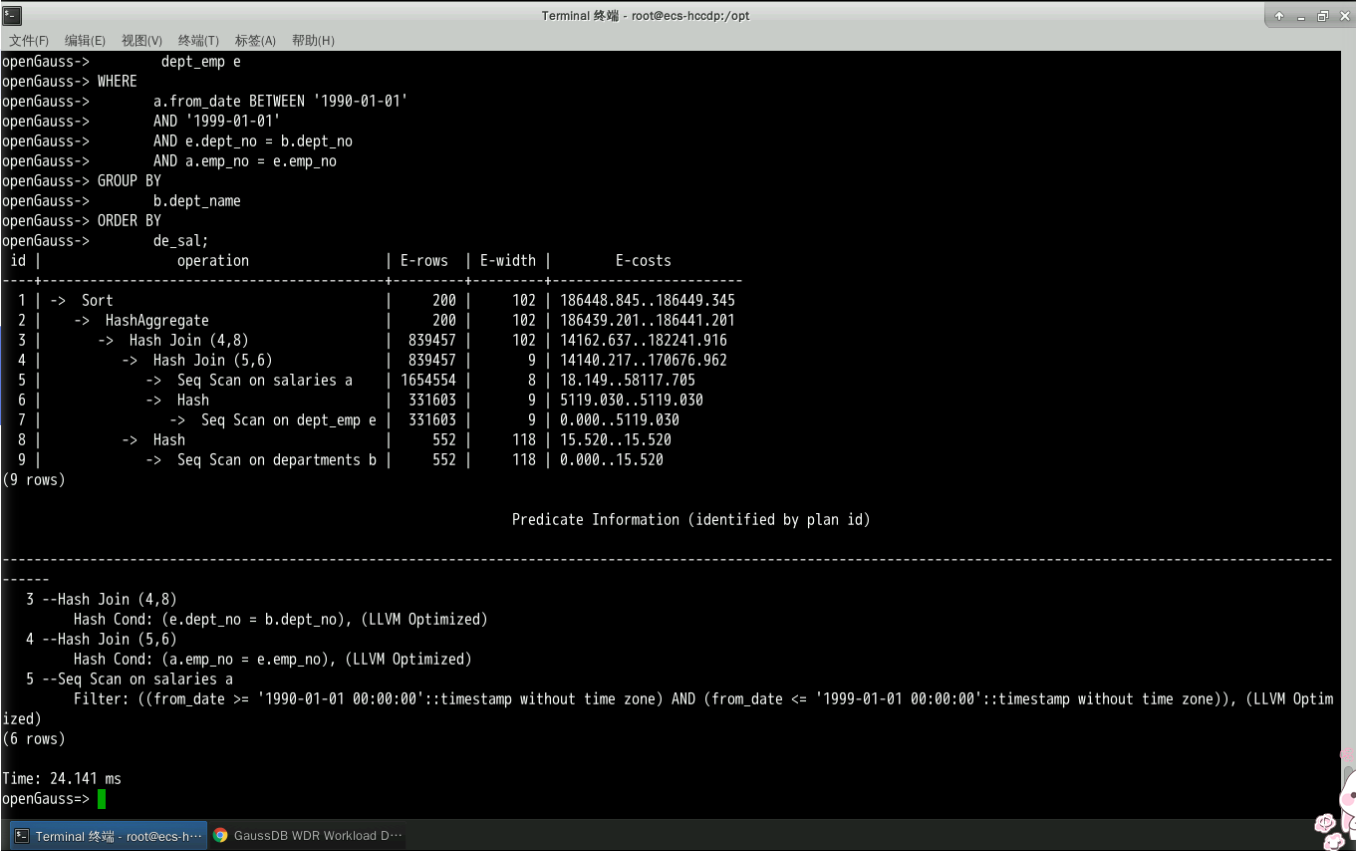 Terminal 终端 - root@ecs-hccdp:/opt
文件(F) 编辑(E) 视图(V) 终端(T) 标签(A) 帮助(H)
openGauss->         dept_emp e
openGauss-> WHERE
openGauss->        a.from_date BETWEEN '1990-01-01'
openGauss->        AND '1999-01-01'
openGauss->        AND e.dept_no = b.dept_no
openGauss->        AND a.emp_no = e.emp_no
openGauss-> GROUP BY
openGauss->        b.dept_name
openGauss-> ORDER BY
openGauss->        de_sal;
 id |                 operation                 | E-rows  | E-width |        E-costs
----+-------------------------------------------+---------+---------+------------------------
  1 | ->  Sort                                  |     200 |     102 | 186448.845..186449.345
  2 |    ->  HashAggregate                      |     200 |     102 | 186439.201..186441.201
  3 |       ->  Hash Join (4,8)                 |  839457 |     102 | 14162.637..182241.916
  4 |          ->  Hash Join (5,6)              |  839457 |       9 | 14140.217..170676.962
  5 |             ->  Seq Scan on salaries a    | 1654554 |       8 | 18.149..58117.705
  6 |             ->  Hash                      |  331603 |       9 | 5119.030..5119.030
  7 |                ->  Seq Scan on dept_emp e |  331603 |       9 | 0.000..5119.030
  8 |          ->  Hash                         |     552 |     118 | 15.520..15.520
  9 |             ->  Seq Scan on departments b |     552 |     118 | 0.000..15.520
(9 rows)
Predicate Information (identified by plan id)
-----------------------------------------------------------------------------------------------------------------------------------------------------------------------
------
   3 --Hash Join (4,8)
         Hash Cond: (e.dept_no = b.dept_no), (LLVM Optimized)
   4 --Hash Join (5,6)
         Hash Cond: (a.emp_no = e.emp_no), (LLVM Optimized)
   5 --Seq Scan on salaries a
         Filter: ((from_date >= '1990-01-01 00:00:00'::timestamp without time zone) AND (from_date <= '1999-01-01 00:00:00'::timestamp without time zone)), (LLVM Optim
ized)
(6 rows)
Time: 24.141 ms
openGauss=>
Terminal 终端 - root@ecs-h··· GaussDB WDR Workload D···